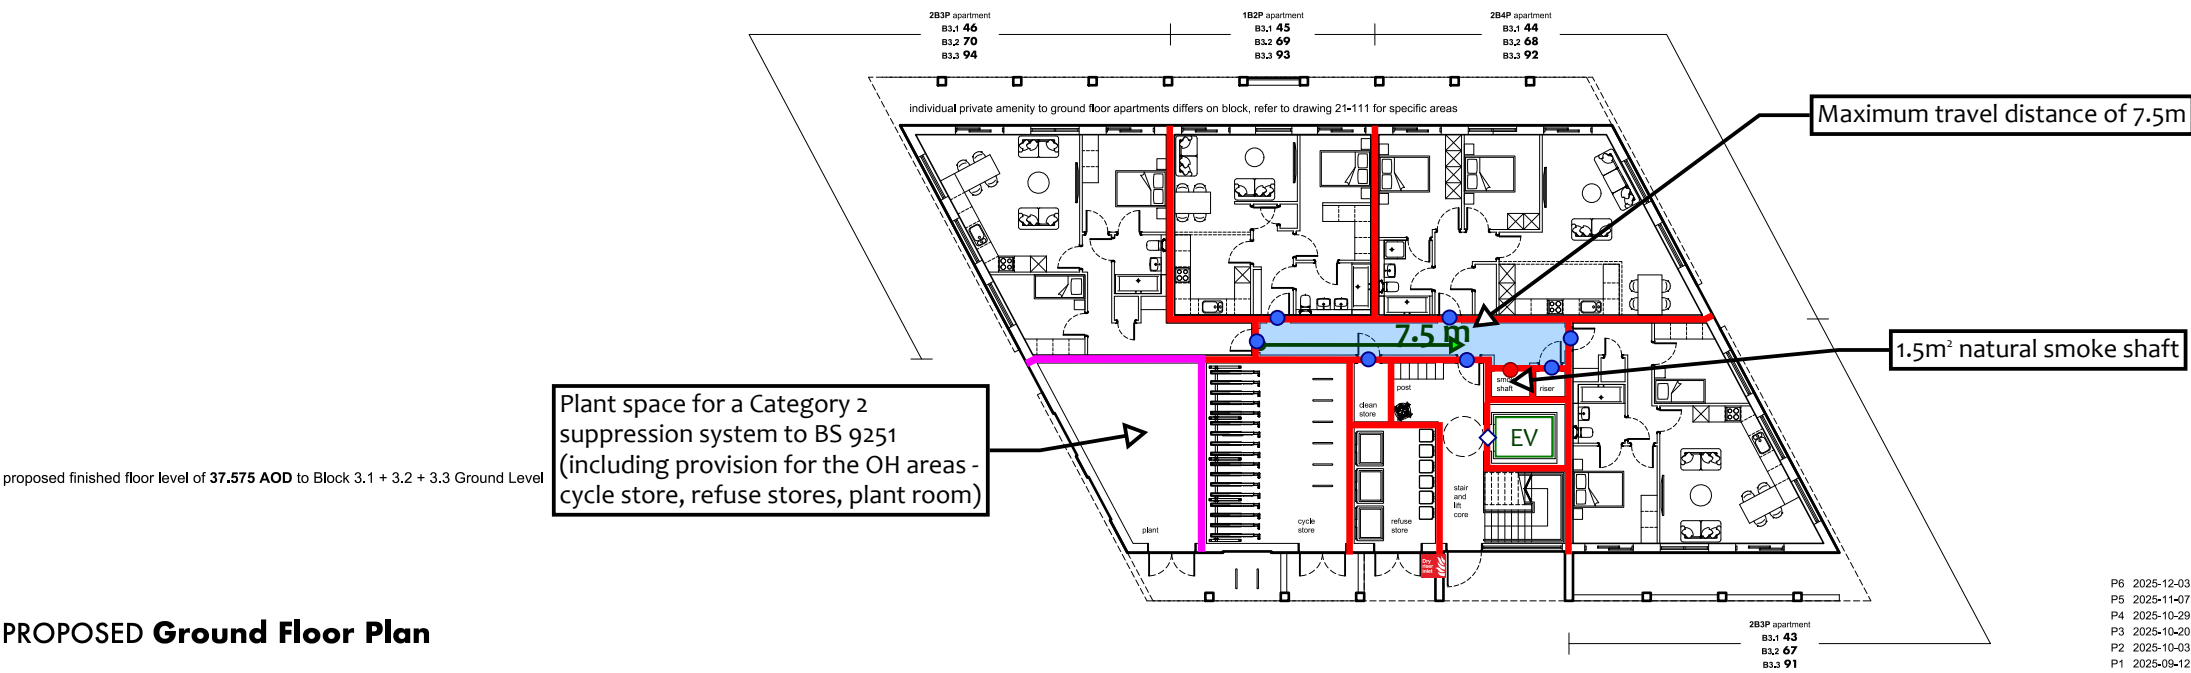 2B3P apartment
B3.1 46
B3.2 70
B3.3 94
1B2P apartment
B3.1 45
B3.2 69
B3.3 93
2B4P apartment
B3.1 44
B3.2 68
B3.3 92
individual private amenity to ground floor apartments differs on block, refer to drawing 21-111 for specific areas
Maximum travel distance of 7.5m
7.5 m
1.5m² natural smoke shaft
smoke
shaft
riser
post
clean
store
EV
Plant space for a Category 2
suppression system to BS 9251
(including provision for the OH areas -
cycle store, refuse stores, plant room)
proposed finished floor level of 37.575 AOD to Block 3.1 + 3.2 + 3.3 Ground Level
stair
and
lift
core
plant
cycle
store
refuse
store
Dry
riser
inlet
PROPOSED Ground Floor Plan
2B3P apartment
B3.1 43
B3.2 67
B3.3 91
P6 2025-12-03
P5 2025-11-07
P4 2025-10-29
P3 2025-10-20
P2 2025-10-03
P1 2025-09-12